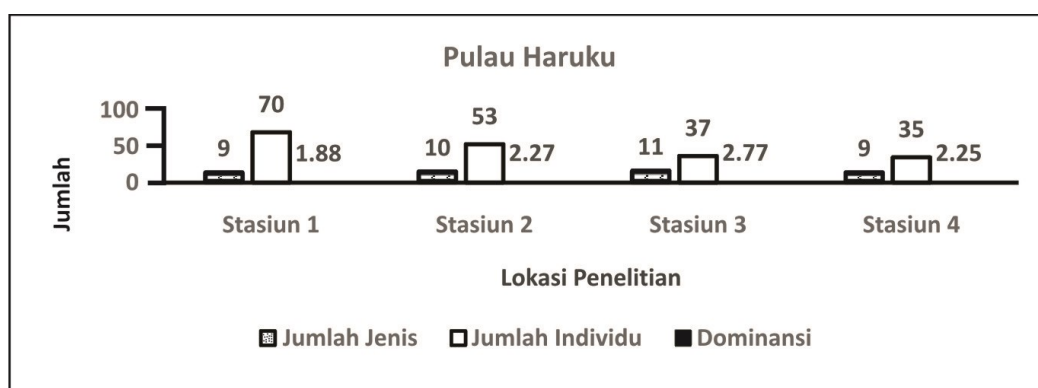 Pulau Haruku
Jumlah
100
50
0
9
70
1.88
10
53
2.27
11
37
2.77
9
35
2.25
Stasiun 1
Stasiun 2
Stasiun 3
Stasiun 4
Lokasi Penelitian
Jumlah Jenis
Jumlah Individu
Dominansi